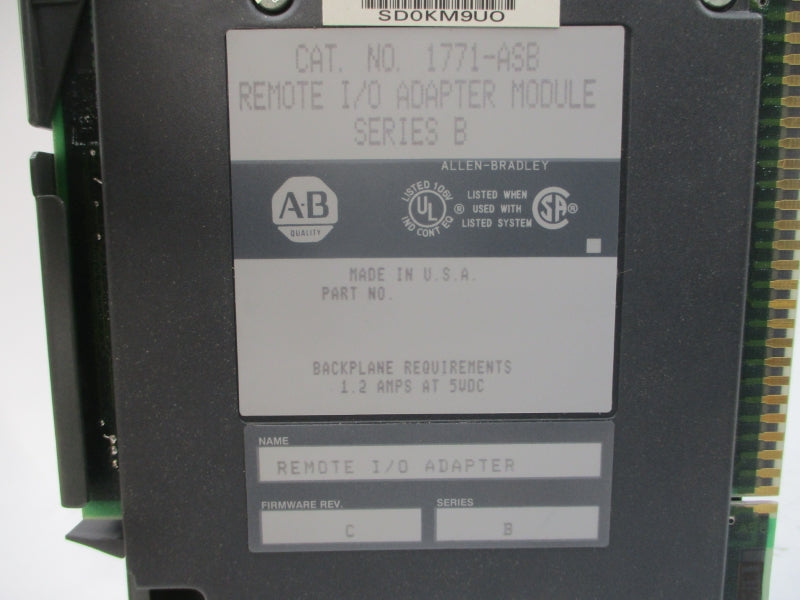 SD0KM9UO
CAT. NO. 1771-ASB
REMOTE I/O ADAPTER MODULE
SERIES B
ALLEN-BRADLEY
A-B
QUALITY
LISTED 106V
UL
IND CONT EQ
®
LISTED WHEN
USED WITH
LISTED SYSTEM
SA
®
MADE IN U.S.A.
PART NO.
BACKPLANE REQUIREMENTS
1.2 AMPS AT 5VDC
NAME
REMOTE I/O ADAPTER
FIRMWARE REV.
SERIES
C
B